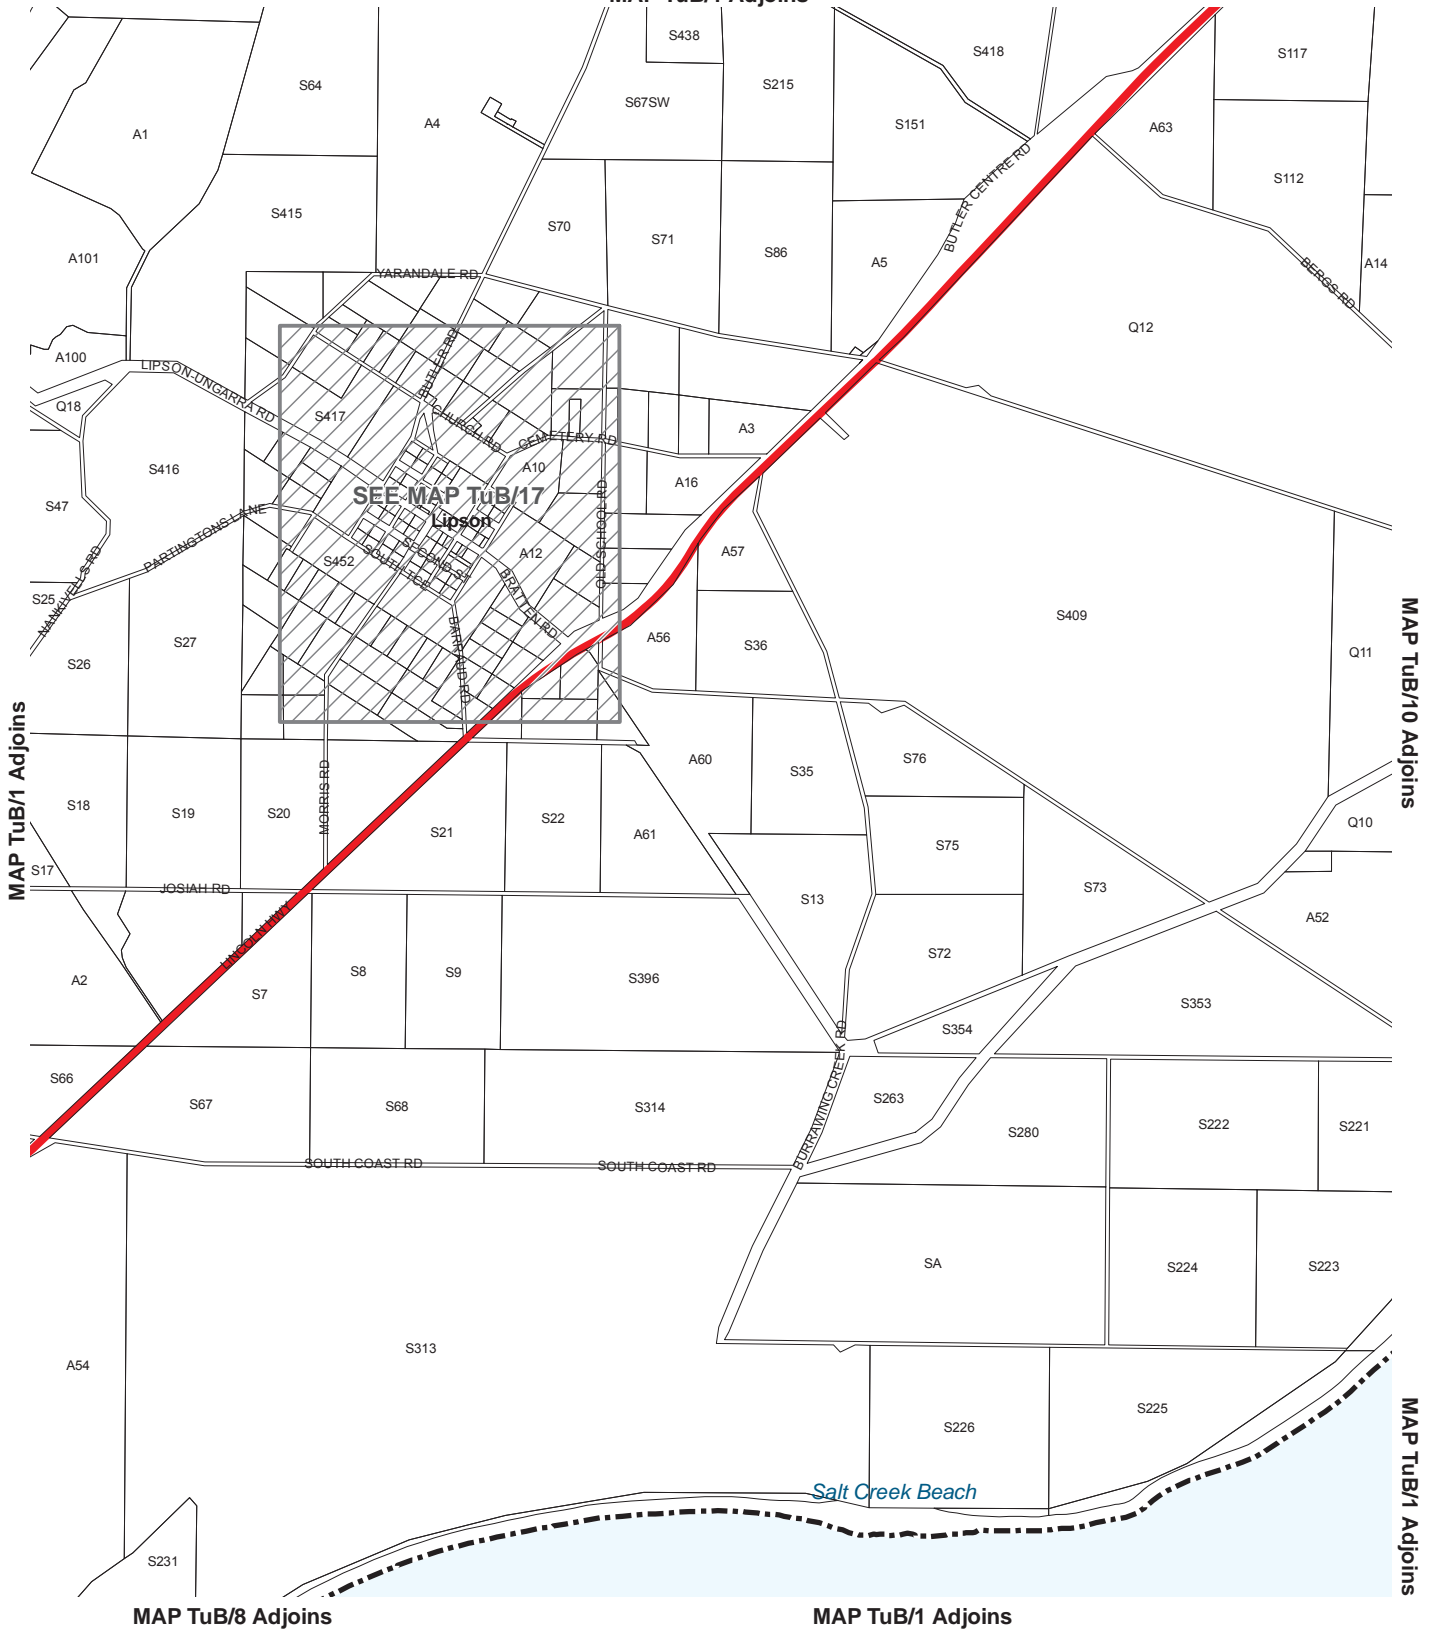 S438
S418
S117
S64
S215
S67SW
A4
S151
A63
A1
BUTLER CENTRE RD
S112
S415
S70
S71
S86
A5
A101
A14
YARANDALE RD
BERGS RD
Q12
A100
LIPSON-UNGARRA RD
BUTLER RD
Q18
S417
CHURCH RD
A3
CEMETERY RD
S416
A10
A16
SEE MAP TuB/17
Lipson
S47
PARTINGTONS LANE
OLD SCHOOL RD
A57
S452
SECOND ST
SOUTH TCE
A12
NANKIVELLS RD
S25
BRATTEN RD
S409
S27
A56
S36
S26
BARRAUD RD
Q11
MAP TuB/10 Adjoins
MAP TuB/1 Adjoins
A60
S35
S76
S18
S19
S20
MORRIS RD
S21
S22
A61
Q10
S75
S17
JOSIAH RD
S13
S73
A52
LINCOLN HWY
S72
A2
S7
S8
S9
S396
S353
S354
BURRAWING CREEK RD
S66
S67
S68
S314
S263
S280
S222
S221
SOUTH COAST RD
SOUTH COAST RD
SA
S224
S223
S313
A54
S225
S226
MAP TuB/1 Adjoins
Salt Creek Beach
S231
MAP TuB/8 Adjoins
MAP TuB/1 Adjoins